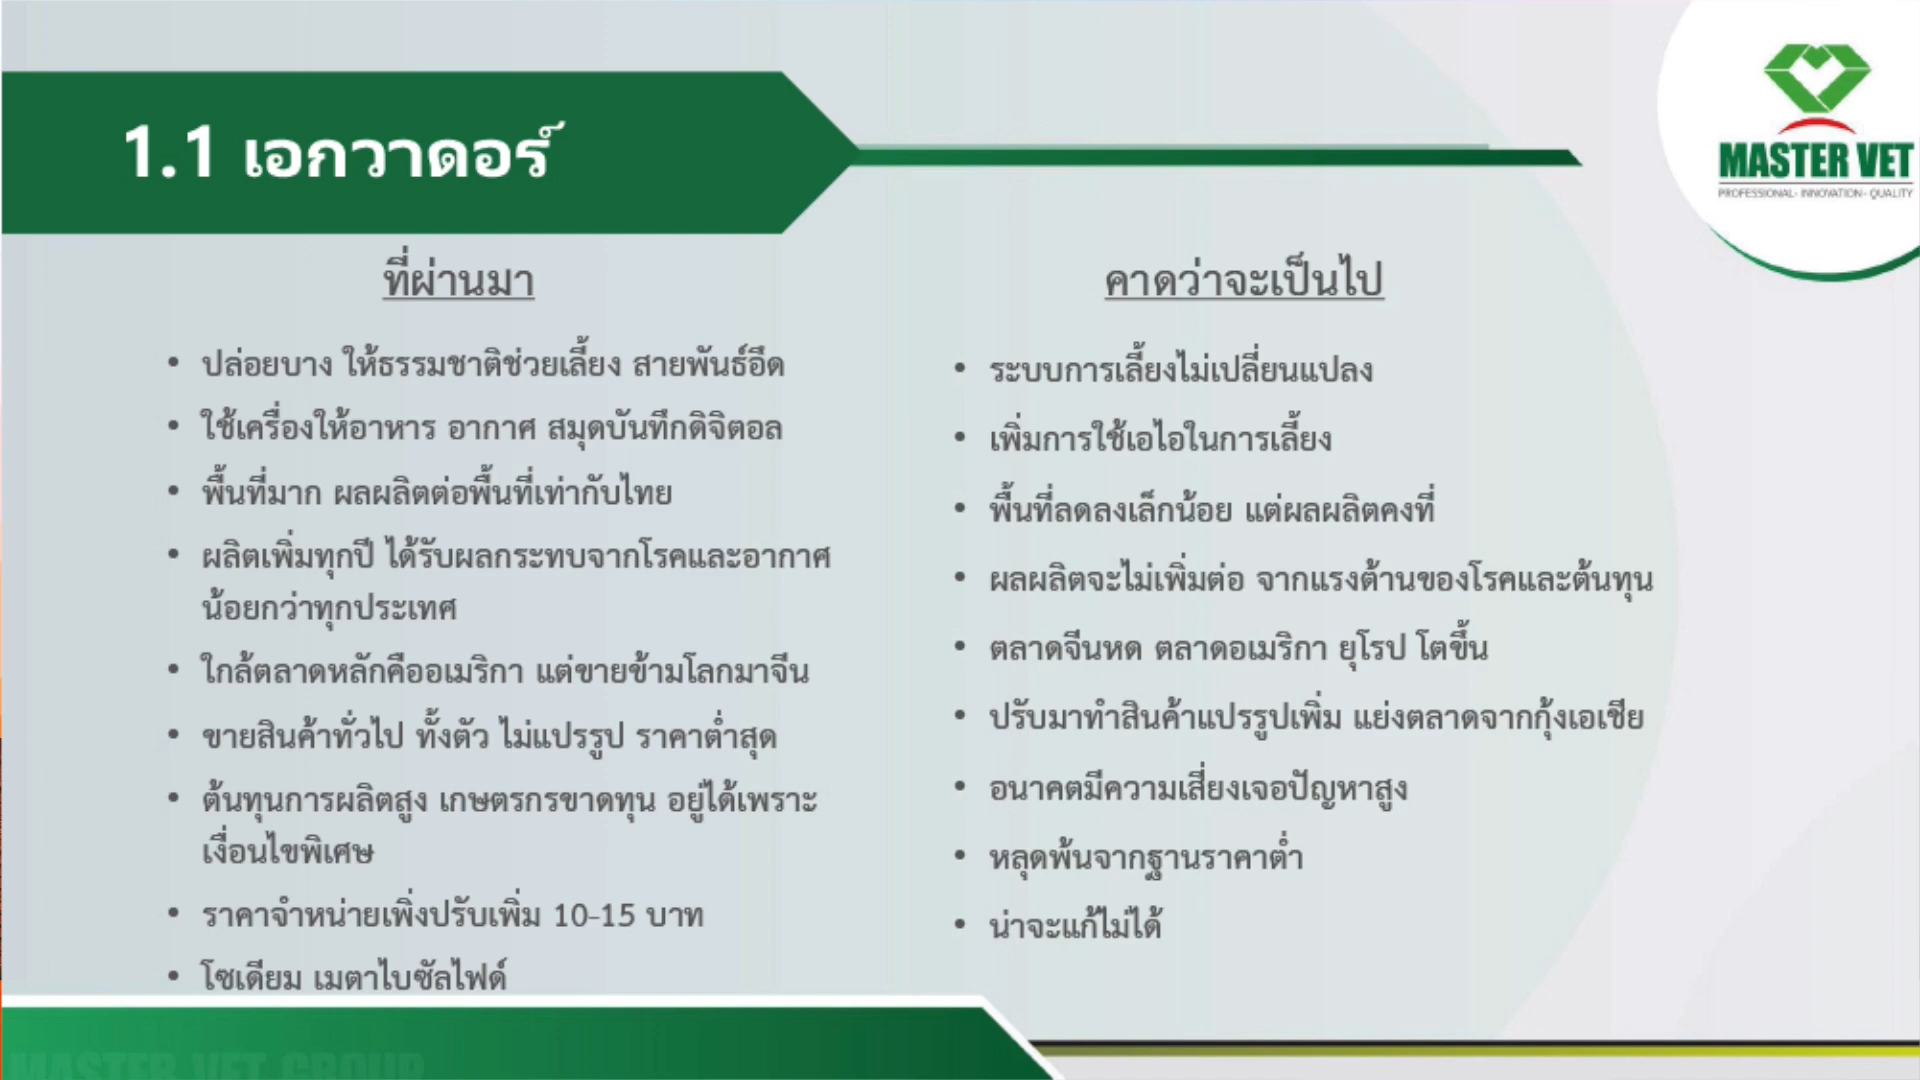 1.1 เอกวาดอร์
MASTER VET
PROFESSIONAL- INNOVATION- QUALITY
ที่ผ่านมา
• ปล่อยบาง ให้ธรรมชาติช่วยเลี้ยง สายพันธ์อึด
• ใช้เครื่องให้อาหาร อากาศ สมุดบันทึกดิจิตอล
• พื้นที่มาก ผลผลิตต่อพื้นที่เท่ากับไทย
• ผลิตเพิ่มทุกปี ได้รับผลกระทบจากโรคและอากาศ
น้อยกว่าทุกประเทศ
• ใกล้ตลาดหลักคืออเมริกา แต่ขายข้ามโลกมาจีน
• ขายสินค้าทั่วไป ทั้งตัว ไม่แปรรูป ราคาต่ำสุด
• ต้นทุนการผลิตสูง เกษตรกรขาดทุน อยู่ได้เพราะ
เงื่อนไขพิเศษ
• ราคาจำหน่ายเพิ่งปรับเพิ่ม 10-15 บาท
• โซเดียม เมตาไบซัลไฟด์
คาดว่าจะเป็นไป
• ระบบการเลี้ยงไม่เปลี่ยนแปลง
• เพิ่มการใช้เอไอในการเลี้ยง
• พื้นที่ลดลงเล็กน้อย แต่ผลผลิตคงที่
• ผลผลิตจะไม่เพิ่มต่อ จากแรงต้านของโรคและต้นทุน
• ตลาดจีนหด ตลาดอเมริกา ยุโรป โตขึ้น
• ปรับมาทำสินค้าแปรรูปเพิ่ม แย่งตลาดจากกุ้งเอเชีย
• อนาคตมีความเสี่ยงเจอปัญหาสูง
• หลุดพ้นจากฐานราคาต่ำ
• น่าจะแก้ไม่ได้
MASTER VET GROUP